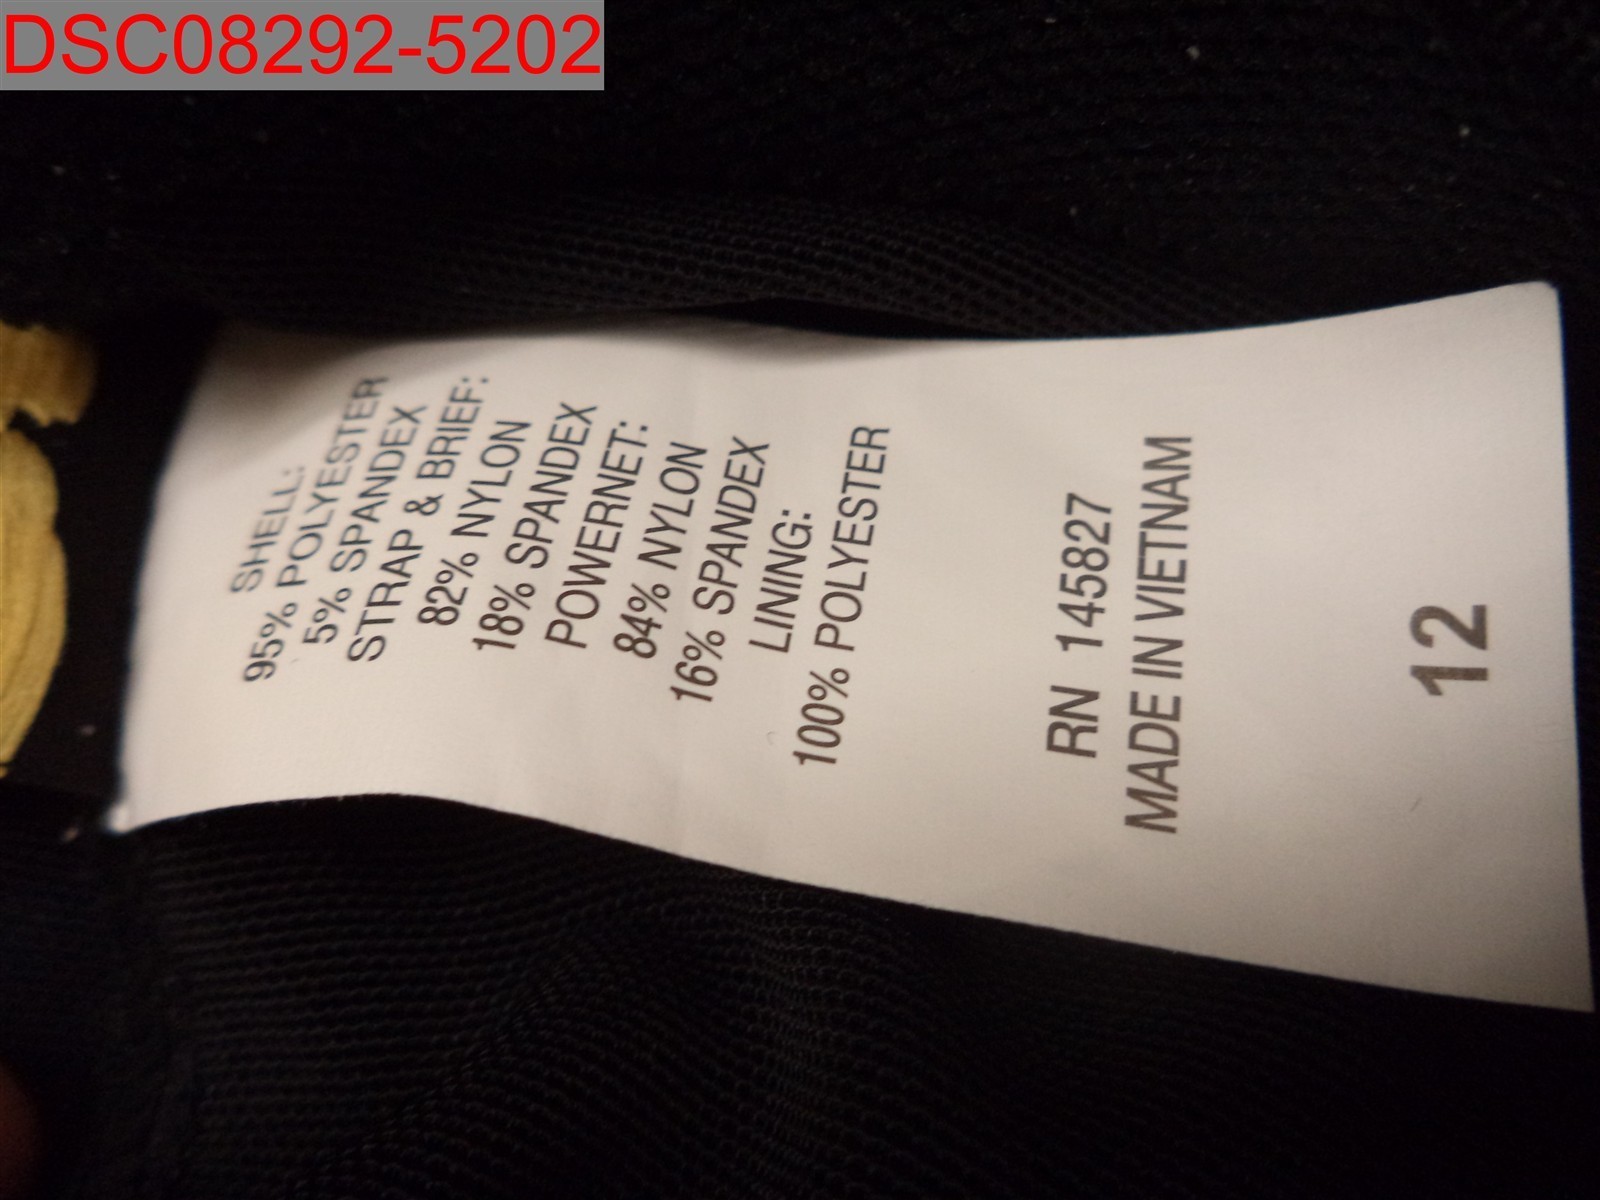 DSC08292-5202
SHELL:
95% POLYESTER
5% SPANDEX
STRAP & BRIEF:
82% NYLON
18% SPANDEX
POWERNET:
84% NYLON
16% SPANDEX
LINING:
100% POLYESTER
RN 145827
MADE IN VIETNAM
12